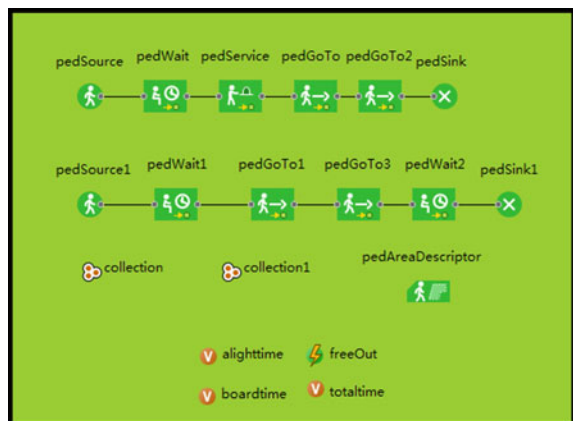 pedSource pedWait pedService pedGoTo pedGoTo2 pedSink
pedSource1 pedWait1 pedGoTo1 pedGoTo3 pedWait2 pedSink1
collection collection1 pedAreaDescriptor
V alighttime freeOut
V boardtime V totaltime